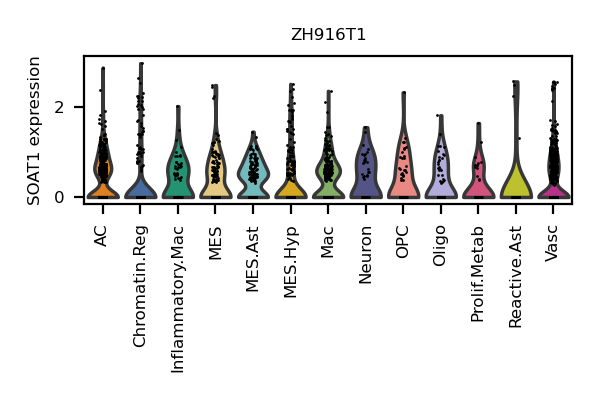 ZH916T1
SOAT1 expression
2
0
AC
Chromatin.Reg
Inflammatory.Mac
MES
MES.Ast
MES.Hyp
Mac
Neuron
OPC
Oligo
Prolif.Metab
Reactive.Ast
Vasc